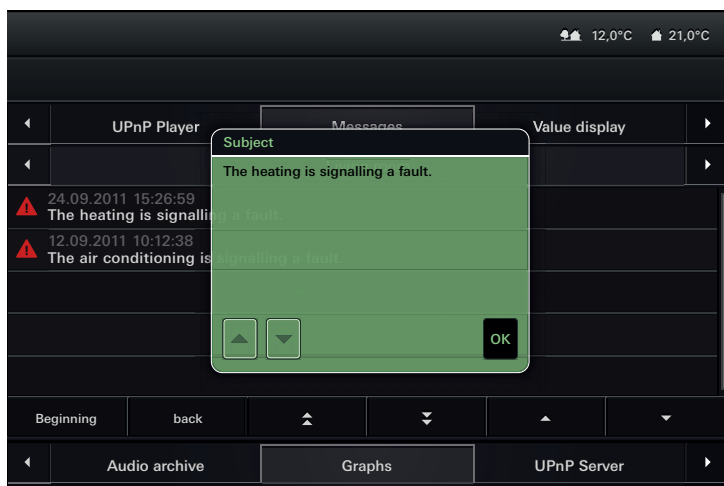 12,0°C 21,0°C
UPnP Player Messages Value display
Subject
The heating is signalling a fault.
24.09.2011 15:26:59
The heating is signalling a fault.
12.09.2011 10:12:38
The air conditioning is signalling a fault.
OK
Beginning back
Audio archive Graphs UPnP Server